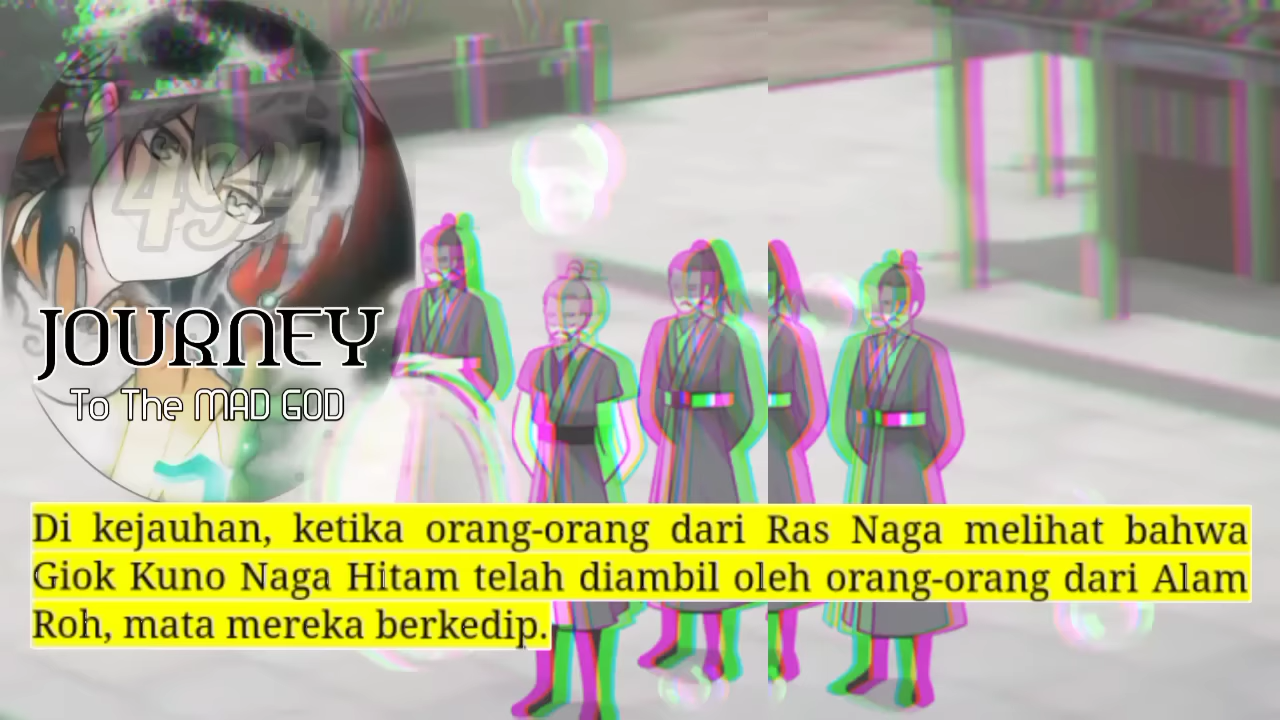 494
JOURNEY
To The MAD GOD
Di kejauhan, ketika orang-orang dari Ras Naga melihat bahwa
Giok Kuno Naga Hitam telah diambil oleh orang-orang dari Alam
Roh, mata mereka berkedip.